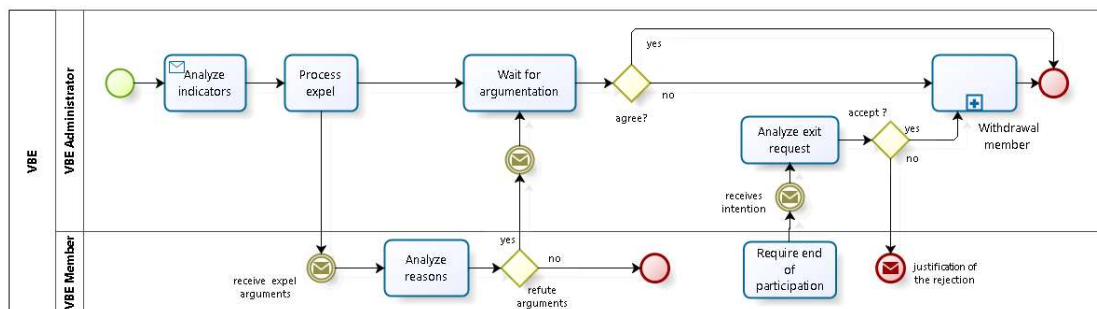 VBE
VBE Administrator
VBE Member
Analyze
indicators
Process
expel
Wait for
argumentation
agree?
yes
no
Analyze exit
request
accept ?
yes
no
Withdrawal
member
receives
intention
receive expel
arguments
Analyze
reasons
yes
no
refute
arguments
Require end
of
participation
justification of
the rejection